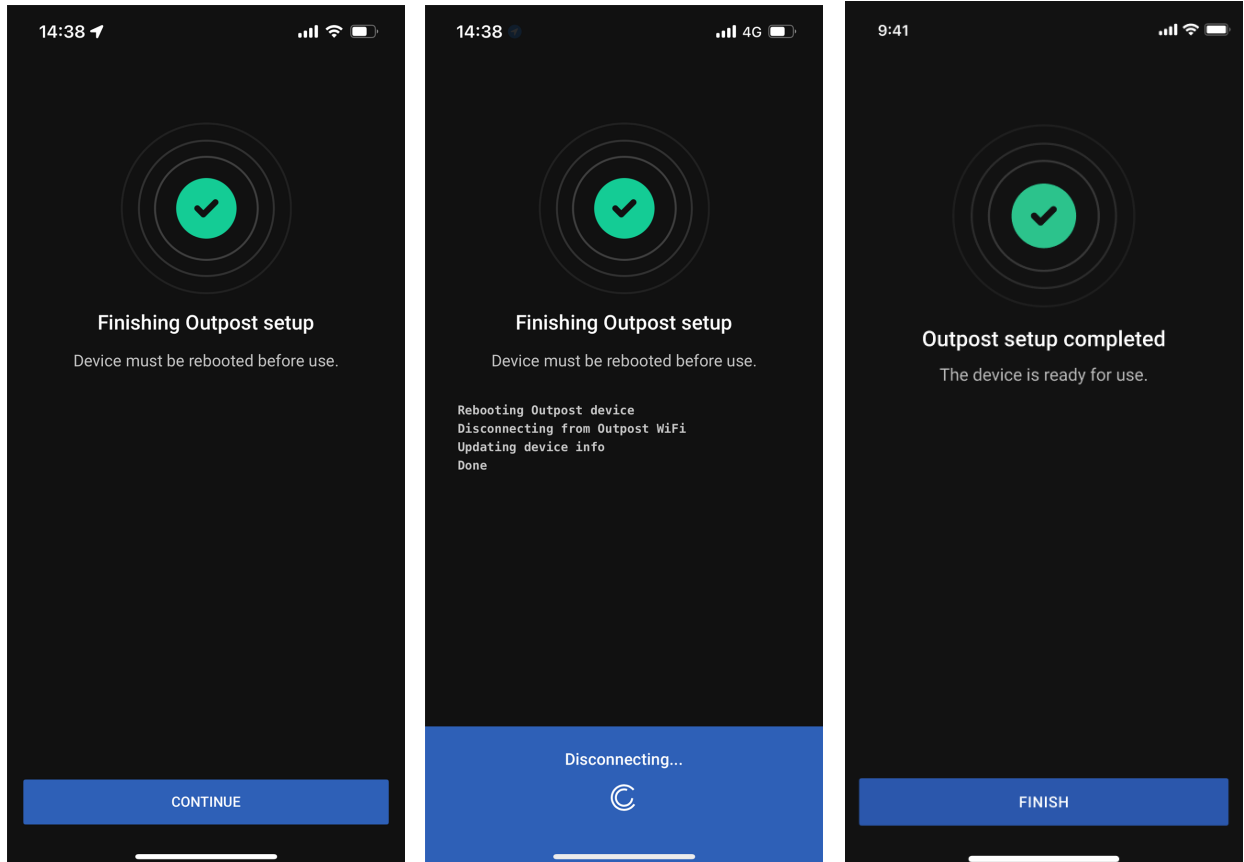 14:38
Finishing Outpost setup
Device must be rebooted before use.
CONTINUE
14:38
4G
Finishing Outpost setup
Device must be rebooted before use.
Rebooting Outpost device
Disconnecting from Outpost WiFi
Updating device info
Done
Disconnecting...
9:41
Outpost setup completed
The device is ready for use.
FINISH